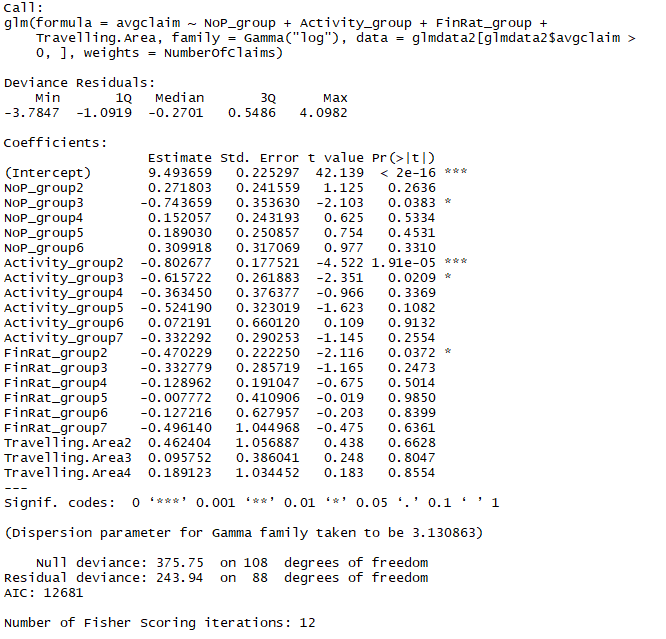 Call:
glm(formula = avgclaim ~ NoP_group + Activity_group + FinRat_group +
    Travelling.Area, family = Gamma("log"), data = glmdata2[glmdata2$avgclaim >
    0, ], weights = NumberOfClaims)

Deviance Residuals:
    Min       1Q   Median       3Q      Max
-3.7847  -1.0919  -0.2701   0.5486   4.0982

Coefficients:
                 Estimate Std. Error t value Pr(>|t|)
(Intercept)      9.493659   0.225297  42.139  < 2e-16 ***
NoP_group2       0.271803   0.241559   1.125   0.2636
NoP_group3      -0.743659   0.353630  -2.103   0.0383 *
NoP_group4       0.152057   0.243193   0.625   0.5334
NoP_group5       0.189030   0.250857   0.754   0.4531
NoP_group6       0.309918   0.317069   0.977   0.3310
Activity_group2 -0.802677   0.177521  -4.522 1.91e-05 ***
Activity_group3 -0.615722   0.261883  -2.351   0.0209 *
Activity_group4 -0.363450   0.376377  -0.966   0.3369
Activity_group5 -0.524190   0.323019  -1.623   0.1082
Activity_group6  0.072191   0.660120   0.109   0.9132
Activity_group7 -0.332292   0.290253  -1.145   0.2554
FinRat_group2   -0.470229   0.222250  -2.116   0.0372 *
FinRat_group3   -0.332779   0.285719  -1.165   0.2473
FinRat_group4   -0.128962   0.191047  -0.675   0.5014
FinRat_group5   -0.007772   0.410906  -0.019   0.9850
FinRat_group6   -0.127216   0.627957  -0.203   0.8399
FinRat_group7   -0.496140   1.044968  -0.475   0.6361
Travelling.Area2 0.462404   1.056887   0.438   0.6628
Travelling.Area3 0.095752   0.386041   0.248   0.8047
Travelling.Area4 0.189123   1.034452   0.183   0.8554
---
Signif. codes:  0 ‘***’ 0.001 ‘**’ 0.01 ‘*’ 0.05 ‘.’ 0.1 ‘ ’ 1

(Dispersion parameter for Gamma family taken to be 3.130863)

    Null deviance: 375.75  on 108  degrees of freedom
Residual deviance: 243.94  on  88  degrees of freedom
AIC: 12681

Number of Fisher Scoring iterations: 12